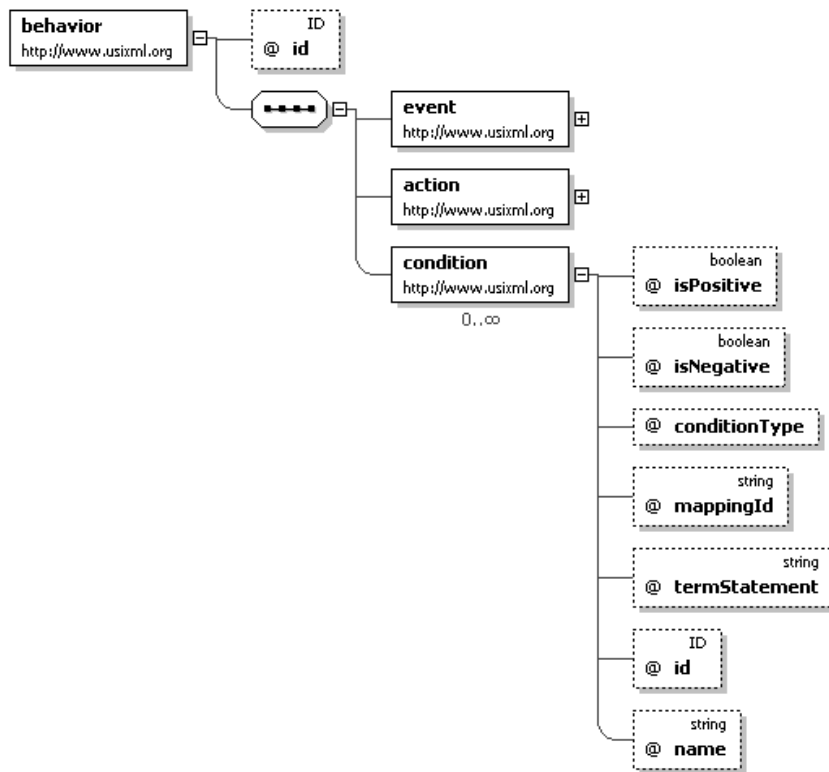 behavior
http://www.usixml.org
ID
@ id
event
http://www.usixml.org
action
http://www.usixml.org
condition
http://www.usixml.org
0..∞
boolean
@ isPositive
boolean
@ isNegative
@ conditionType
string
@ mappingId
string
@ termStatement
ID
@ id
string
@ name